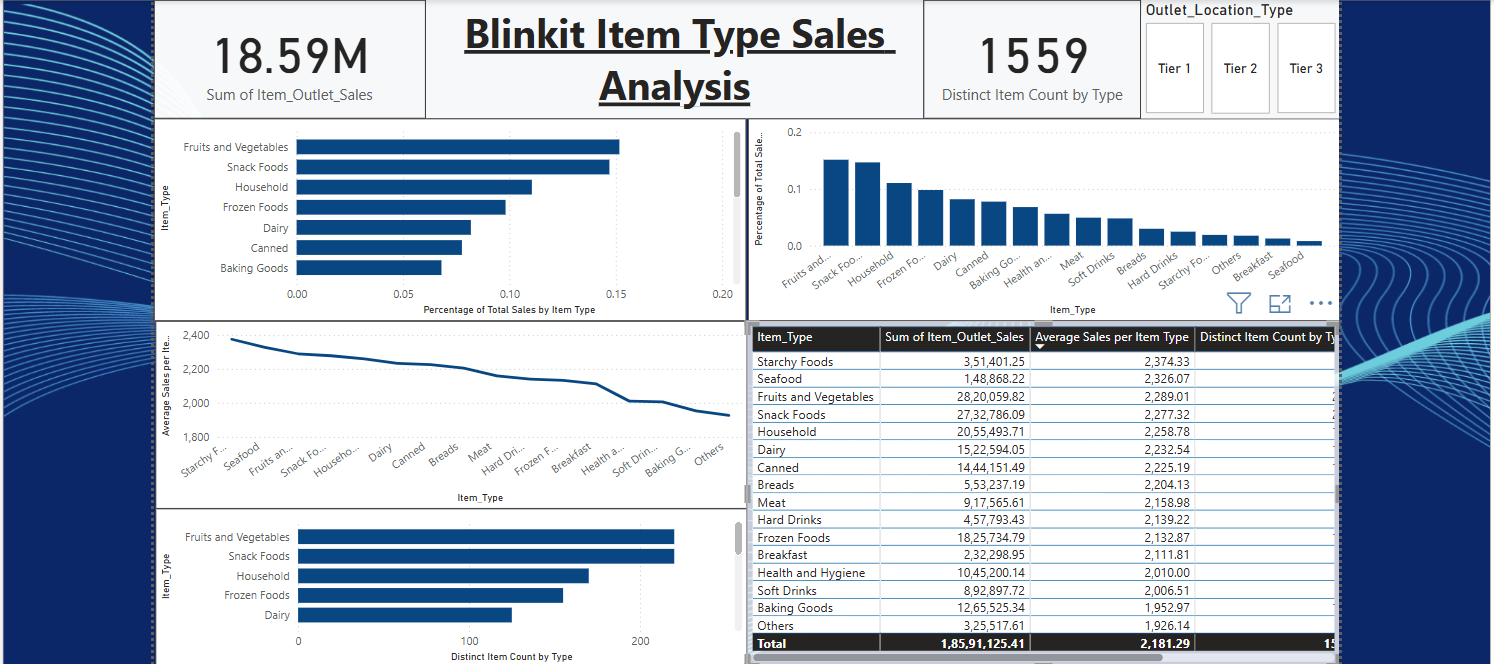 18.59M
Sum of Item_Outlet_Sales
Blinkit Item Type Sales
Analysis
1559
Distinct Item Count by Type
Outlet_Location_Type
Tier 1
Tier 2
Tier 3
Item_Type
Fruits and Vegetables
Snack Foods
Household
Frozen Foods
Dairy
Canned
Baking Goods
0.00 0.05 0.10 0.15 0.20
Percentage of Total Sales by Item Type
Percentage of Total Sale...
0.2
0.1
0.0
Fruits and... Snack Foo... Household Frozen Fo... Dairy Canned Baking Go... Health an... Meat Soft Drinks Breads Hard Drinks Starchy Fo... Others Breakfast Seafood
Item_Type
Average Sales per Ite...
2,400
2,200
2,000
1,800
Starchy F... Seafood Fruits an... Snack Fo... Househo... Dairy Canned Breads Meat Hard Dri... Frozen F... Breakfast Health a... Soft Drin... Baking G... Others
Item_Type
Item_Type
Fruits and Vegetables
Snack Foods
Household
Frozen Foods
Dairy
0 100 200
Distinct Item Count by Type
Item_Type Sum of Item_Outlet_Sales Average Sales per Item Type Distinct Item Count by Ty
Starchy Foods 3,51,401.25 2,374.33
Seafood 1,48,868.22 2,326.07
Fruits and Vegetables 28,20,059.82 2,289.01
Snack Foods 27,32,786.09 2,277.32
Household 20,55,493.71 2,258.78
Dairy 15,22,594.05 2,232.54
Canned 14,44,151.49 2,225.19
Breads 5,53,237.19 2,204.13
Meat 9,17,565.61 2,158.98
Hard Drinks 4,57,793.43 2,139.22
Frozen Foods 18,25,734.79 2,132.87
Breakfast 2,32,298.95 2,111.81
Health and Hygiene 10,45,200.14 2,010.00
Soft Drinks 8,92,897.72 2,006.51
Baking Goods 12,65,525.34 1,952.97
Others 3,25,517.61 1,926.14
Total 1,85,91,125.41 2,181.29 15